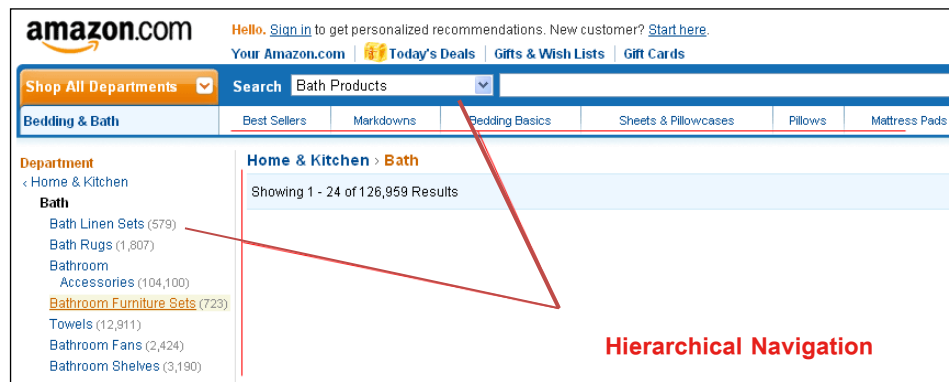 amazon.com
Hello. Sign in to get personalized recommendations. New customer? Start here.
Your Amazon.com Today's Deals Gifts & Wish Lists Gift Cards
Shop All Departments Search Bath Products
Bedding & Bath Best Sellers Markdowns Bedding Basics Sheets & Pillowcases Pillows Mattress Pads
Department
‹ Home & Kitchen
Bath
Bath Linen Sets (579)
Bath Rugs (1,807)
Bathroom
Accessories (104,100)
Bathroom Furniture Sets (723)
Towels (12,911)
Bathroom Fans (2,424)
Bathroom Shelves (3,190)
Home & Kitchen › Bath
Showing 1 - 24 of 126,959 Results
Hierarchical Navigation